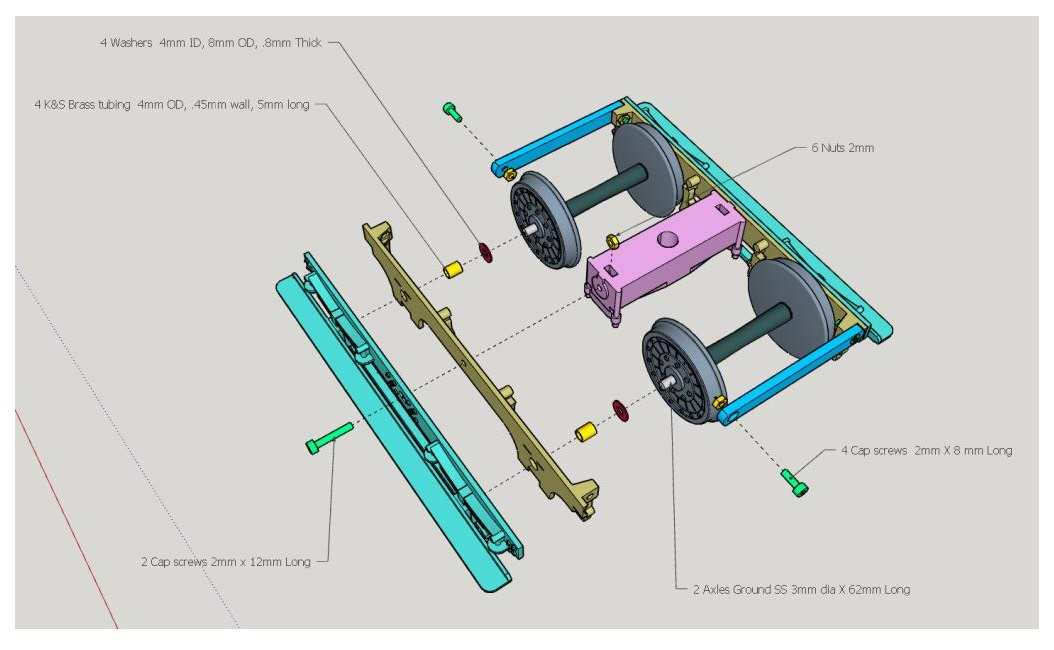 4 Washers  4mm ID, 8mm OD, .8mm Thick
4 K&S Brass tubing  4mm OD, .45mm wall, 5mm long
6 Nuts 2mm
4 Cap screws  2mm X 8 mm Long
2 Cap screws 2mm x 12mm Long
2 Axles Ground SS 3mm dia X 62mm Long